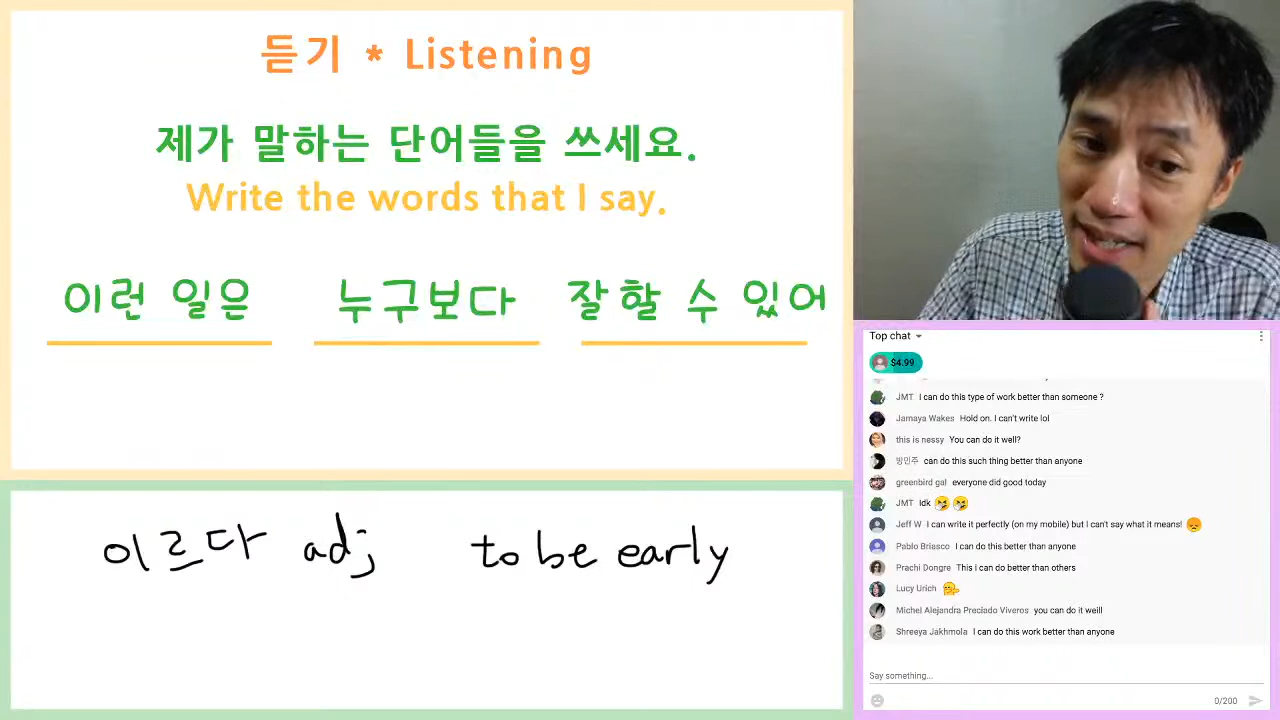 듣기 * Listening
제가 말하는 단어들을 쓰세요.
Write the words that I say.
이런 일은 누구보다 잘할 수 있어
이르다 adj to be early
Top chat
$4.99
JMT I can do this type of work better than someone ?
Jamaya Wakes Hold on. I can't write lol
this is nessy You can do it well?
방민주 can do this such thing better than anyone
greenbird gal everyone did good today
JMT Idk 🤧🤧
Jeff W I can write it perfectly (on my mobile) but I can't say what it means! 😞
Pablo Briasco I can do this better than anyone
Prachi Dongre This i can do better than others
Lucy Urich 🤗
Michel Alejandra Preciado Viveros you can do it weill
Shreeya Jakhmola I can do this work better than anyone
Say something...
0/200